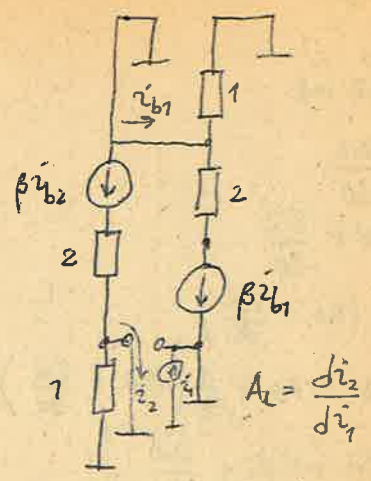 i_b1
1
βi_b2
2
2
βi_b1
1
i_2
i_1
A_i = di_2/di_1